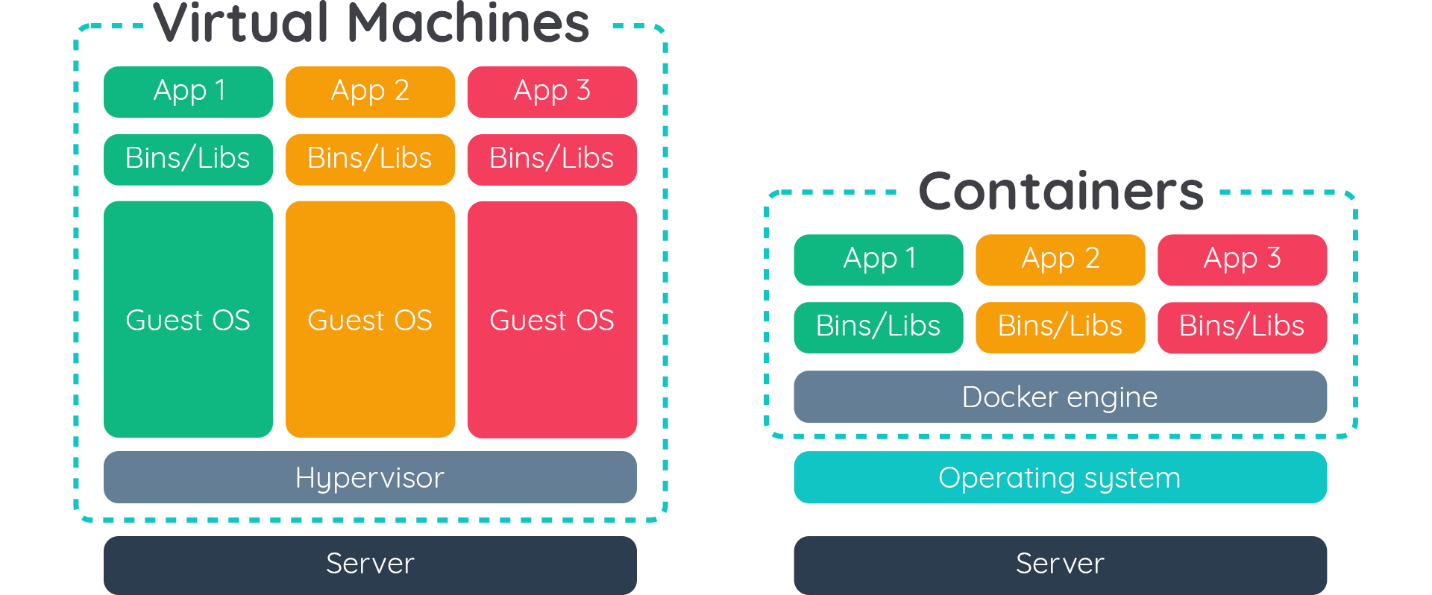 Virtual Machines
App 1
App 2
App 3
Bins/Libs
Bins/Libs
Bins/Libs
Guest OS
Guest OS
Guest OS
Hypervisor
Server
Containers
App 1
App 2
App 3
Bins/Libs
Bins/Libs
Bins/Libs
Docker engine
Operating system
Server